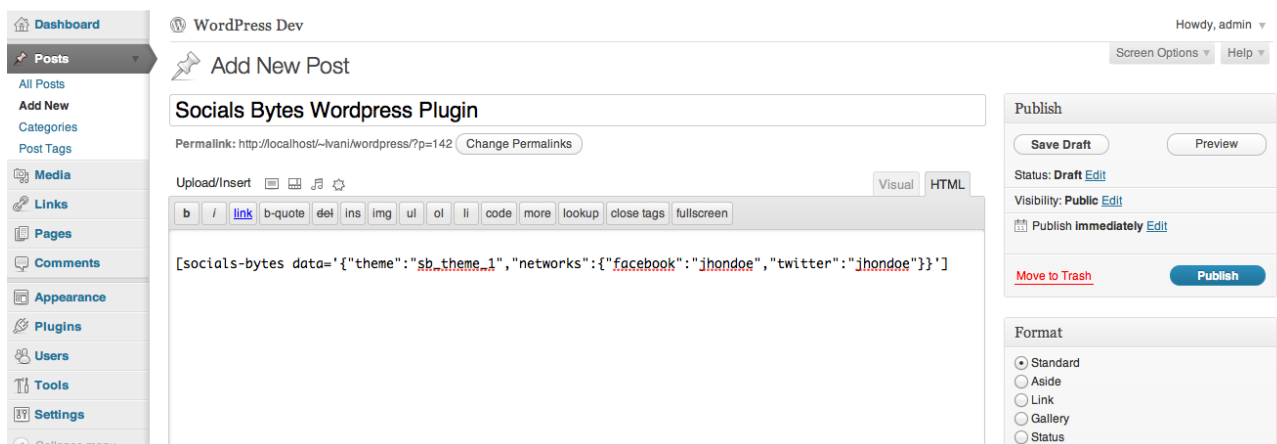 Dashboard
WordPress Dev
Howdy, admin
Posts
Add New Post
Screen Options
Help
All Posts
Add New
Categories
Post Tags
Media
Links
Pages
Comments
Appearance
Plugins
Users
Tools
Settings
Collapse menu
Socials Bytes Wordpress Plugin
Permalink: http://localhost/~lvani/wordpress/?p=142 Change Permalinks
Upload/Insert
Visual HTML
b i link b-quote del ins img ul ol li code more lookup close tags fullscreen
[socials-bytes data='{"theme":"sb_theme_1","networks":{"facebook":"jhondoe","twitter":"jhondoe"}}']
Publish
Save Draft Preview
Status: Draft Edit
Visibility: Public Edit
Publish immediately Edit
Move to Trash Publish
Format
Standard
Aside
Link
Gallery
Status